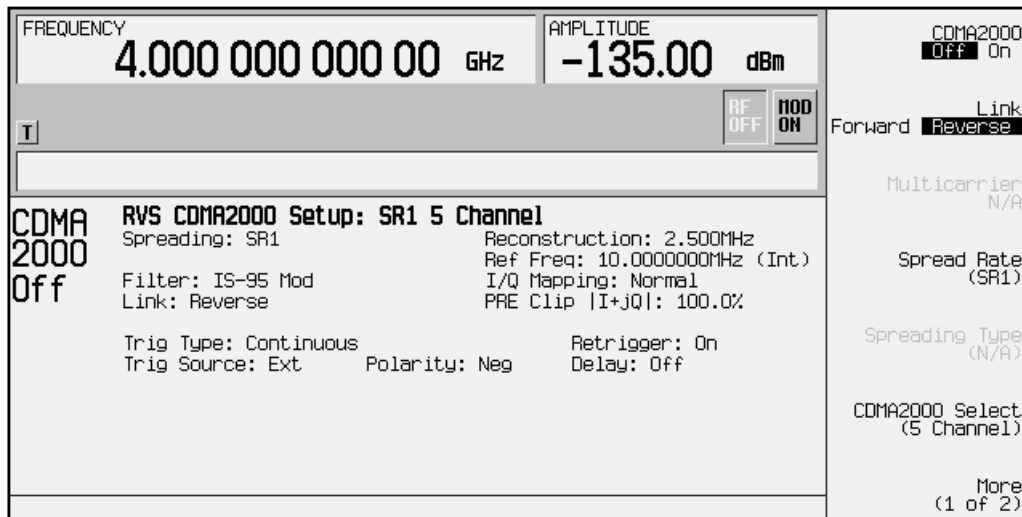 FREQUENCY
4.000 000 000 00 GHz
AMPLITUDE
-135.00 dBm
RF OFF
MOD ON
T
CDMA 2000 Off
RVS CDMA2000 Setup: SR1 5 Channel
Spreading: SR1
Reconstruction: 2.500MHz
Ref Freq: 10.0000000MHz (Int)
Filter: IS-95 Mod
I/Q Mapping: Normal
Link: Reverse
PRE Clip |I+jQ|: 100.0%
Trig Type: Continuous
Retrigger: On
Trig Source: Ext
Polarity: Neg
Delay: Off
CDMA2000
Off On
Link
Forward Reverse
Multicarrier
N/A
Spread Rate
(SR1)
Spreading Type
(N/A)
CDMA2000 Select
(5 Channel)
More
(1 of 2)